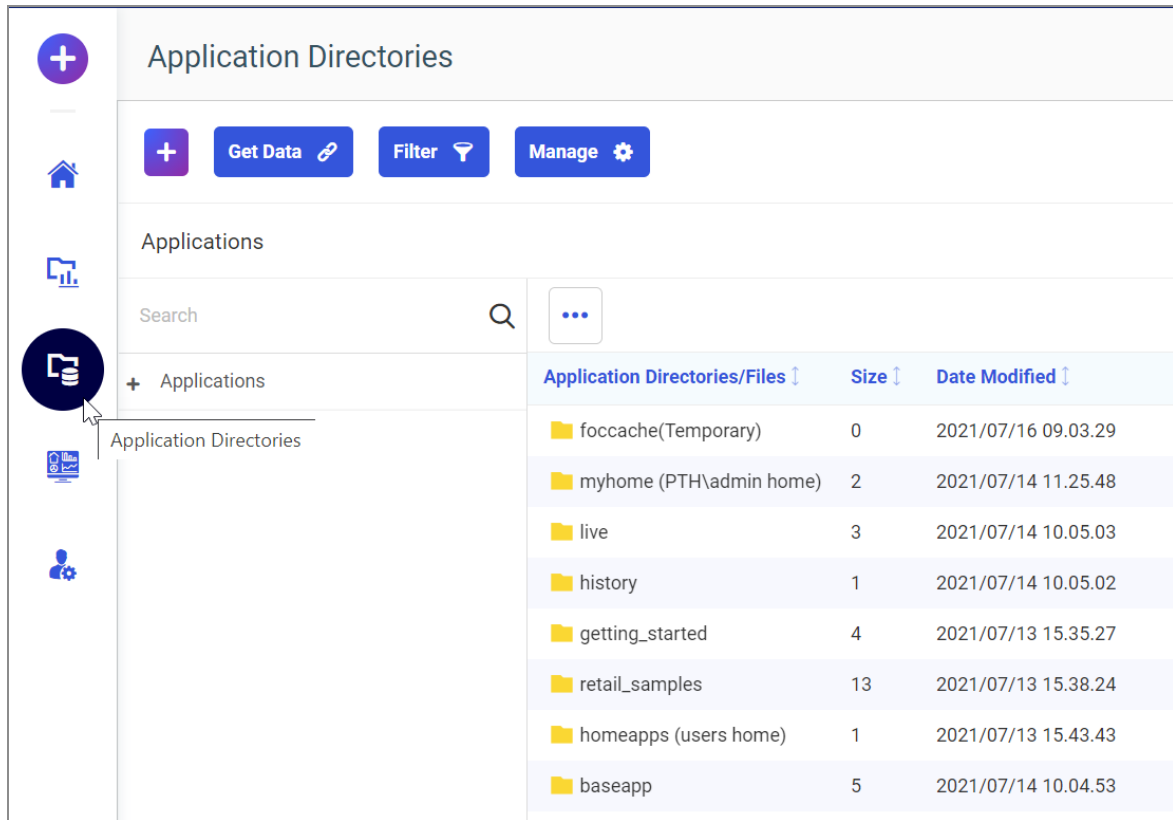 Application Directories
Get Data
Filter
Manage
Applications
Search
Applications
Application Directories
Application Directories/Files Size Date Modified
foccache(Temporary) 0 2021/07/16 09.03.29
myhome (PTH\admin home) 2 2021/07/14 11.25.48
live 3 2021/07/14 10.05.03
history 1 2021/07/14 10.05.02
getting_started 4 2021/07/13 15.35.27
retail_samples 13 2021/07/13 15.38.24
homeapps (users home) 1 2021/07/13 15.43.43
baseapp 5 2021/07/14 10.04.53